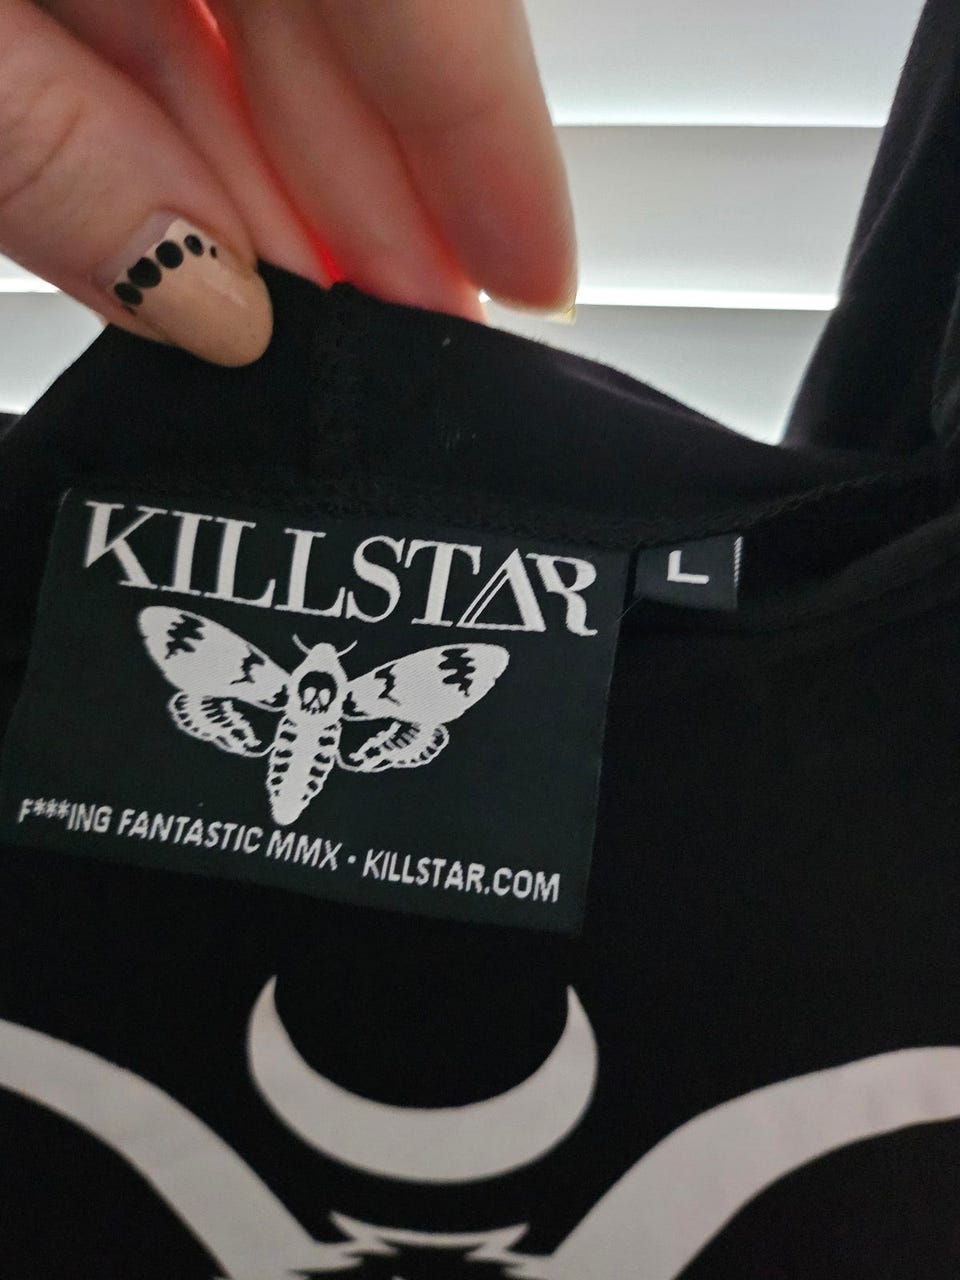 KILLSTAR
L
F***ING FANTASTIC MMX · KILLSTAR.COM